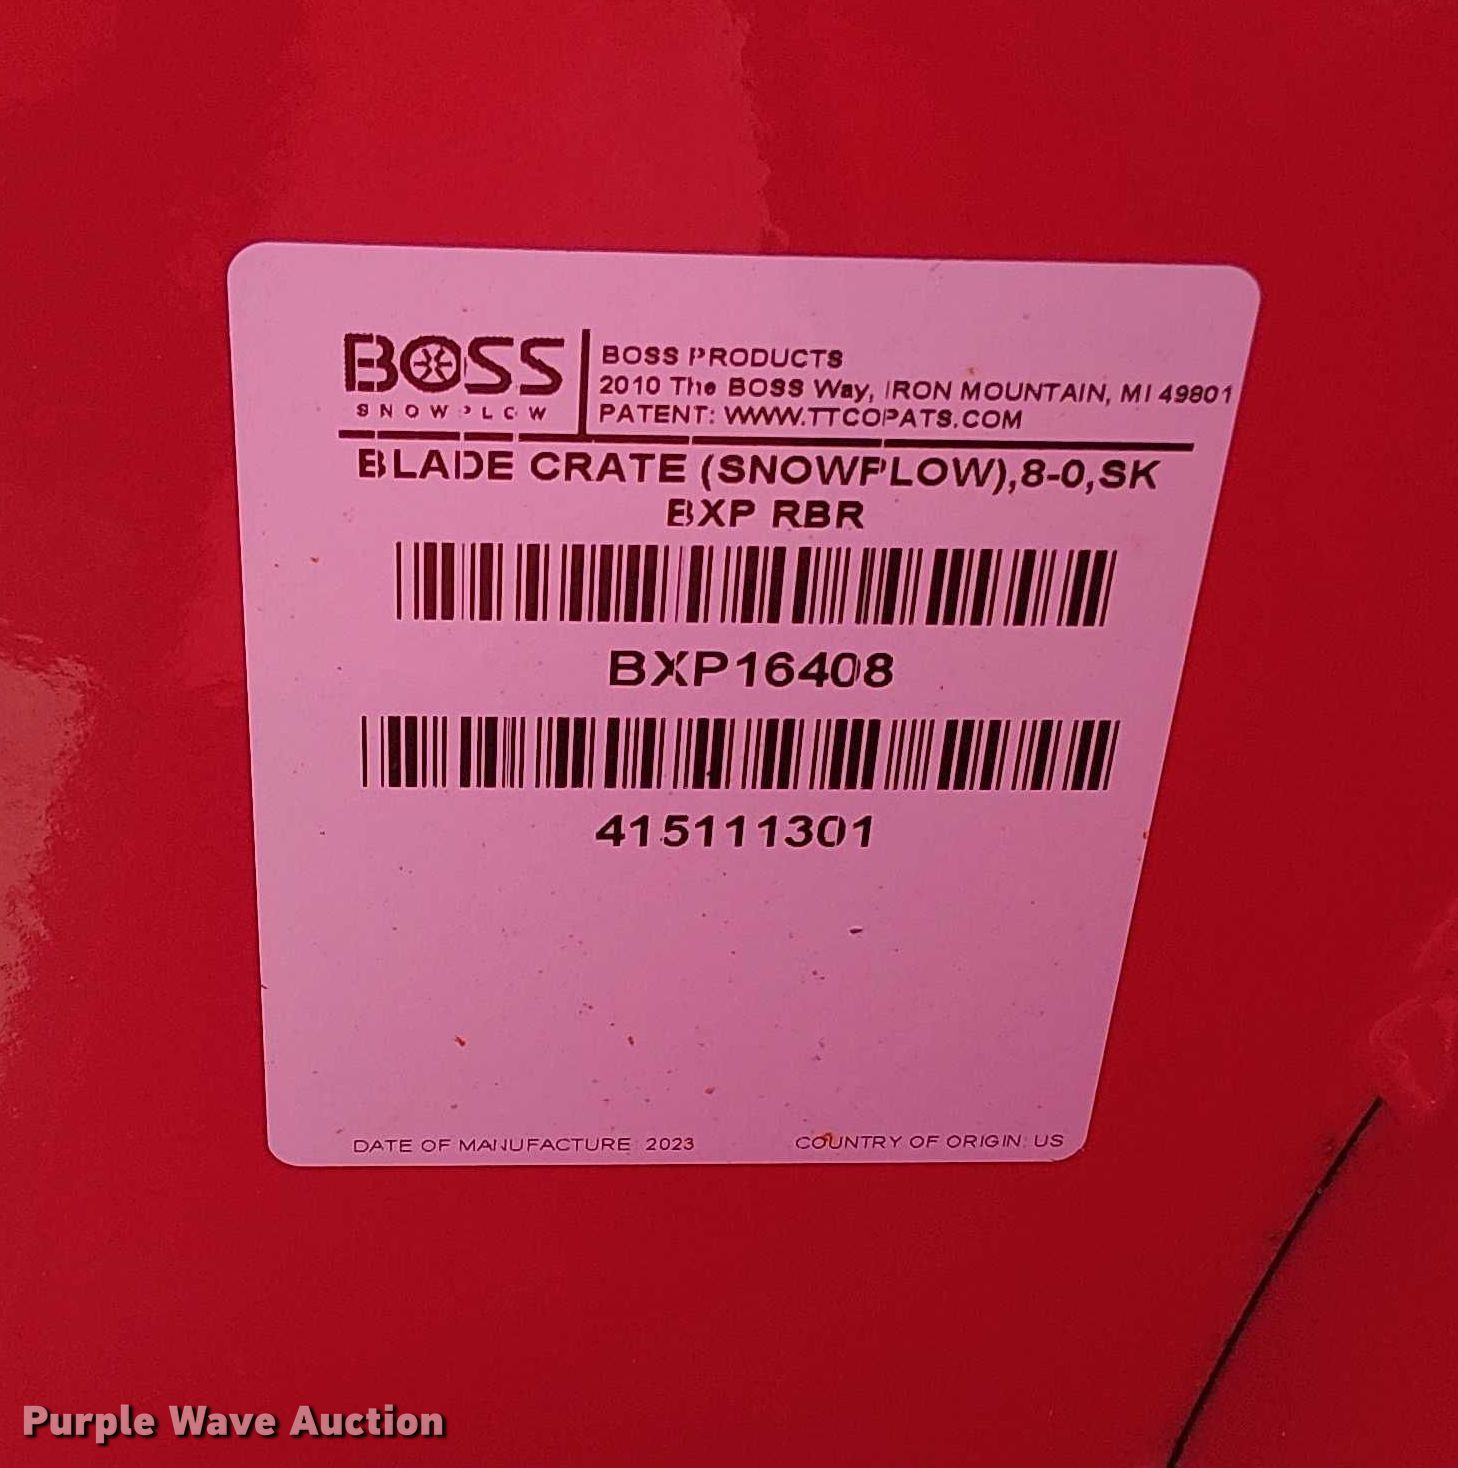 BOSS
SNOWPLOW
BOSS PRODUCTS
2010 The BOSS Way, IRON MOUNTAIN, MI 49801
PATENT: WWW.TTCOPATS.COM
BLADE CRATE (SNOWPLOW),8-0,SK
BXP RBR
BXP16408
415111301
DATE OF MANUFACTURE: 2023
COUNTRY OF ORIGIN: US
Purple Wave Auction